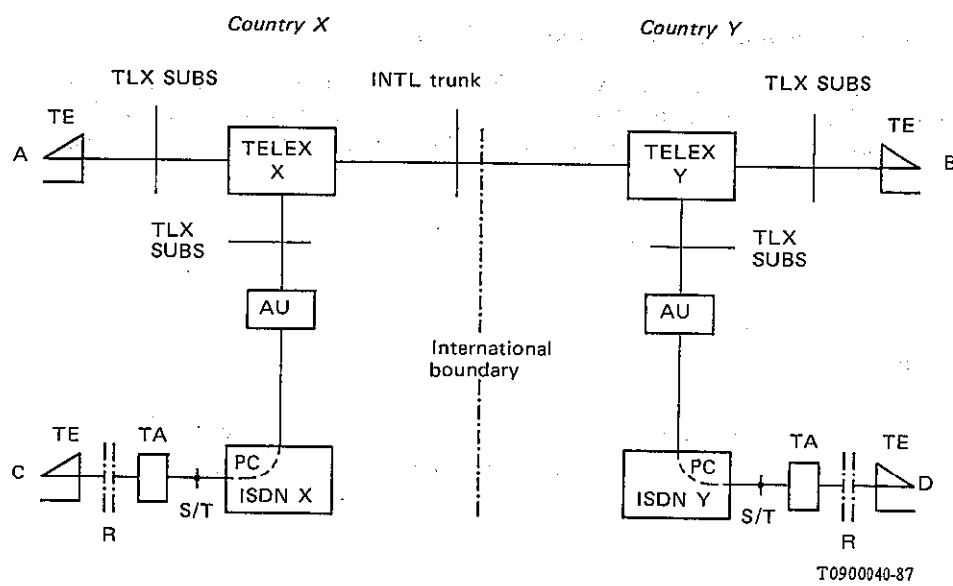 Country X
Country Y
TLX SUBS
INTL trunk
TLX SUBS
TE
TE
A
TELEX
X
TELEX
Y
B
TLX
SUBS
TLX
SUBS
AU
AU
International
boundary
TE
TA
TA
TE
C
PC
PC
D
ISDN X
ISDN Y
S/T
S/T
R
R
T0900040-87